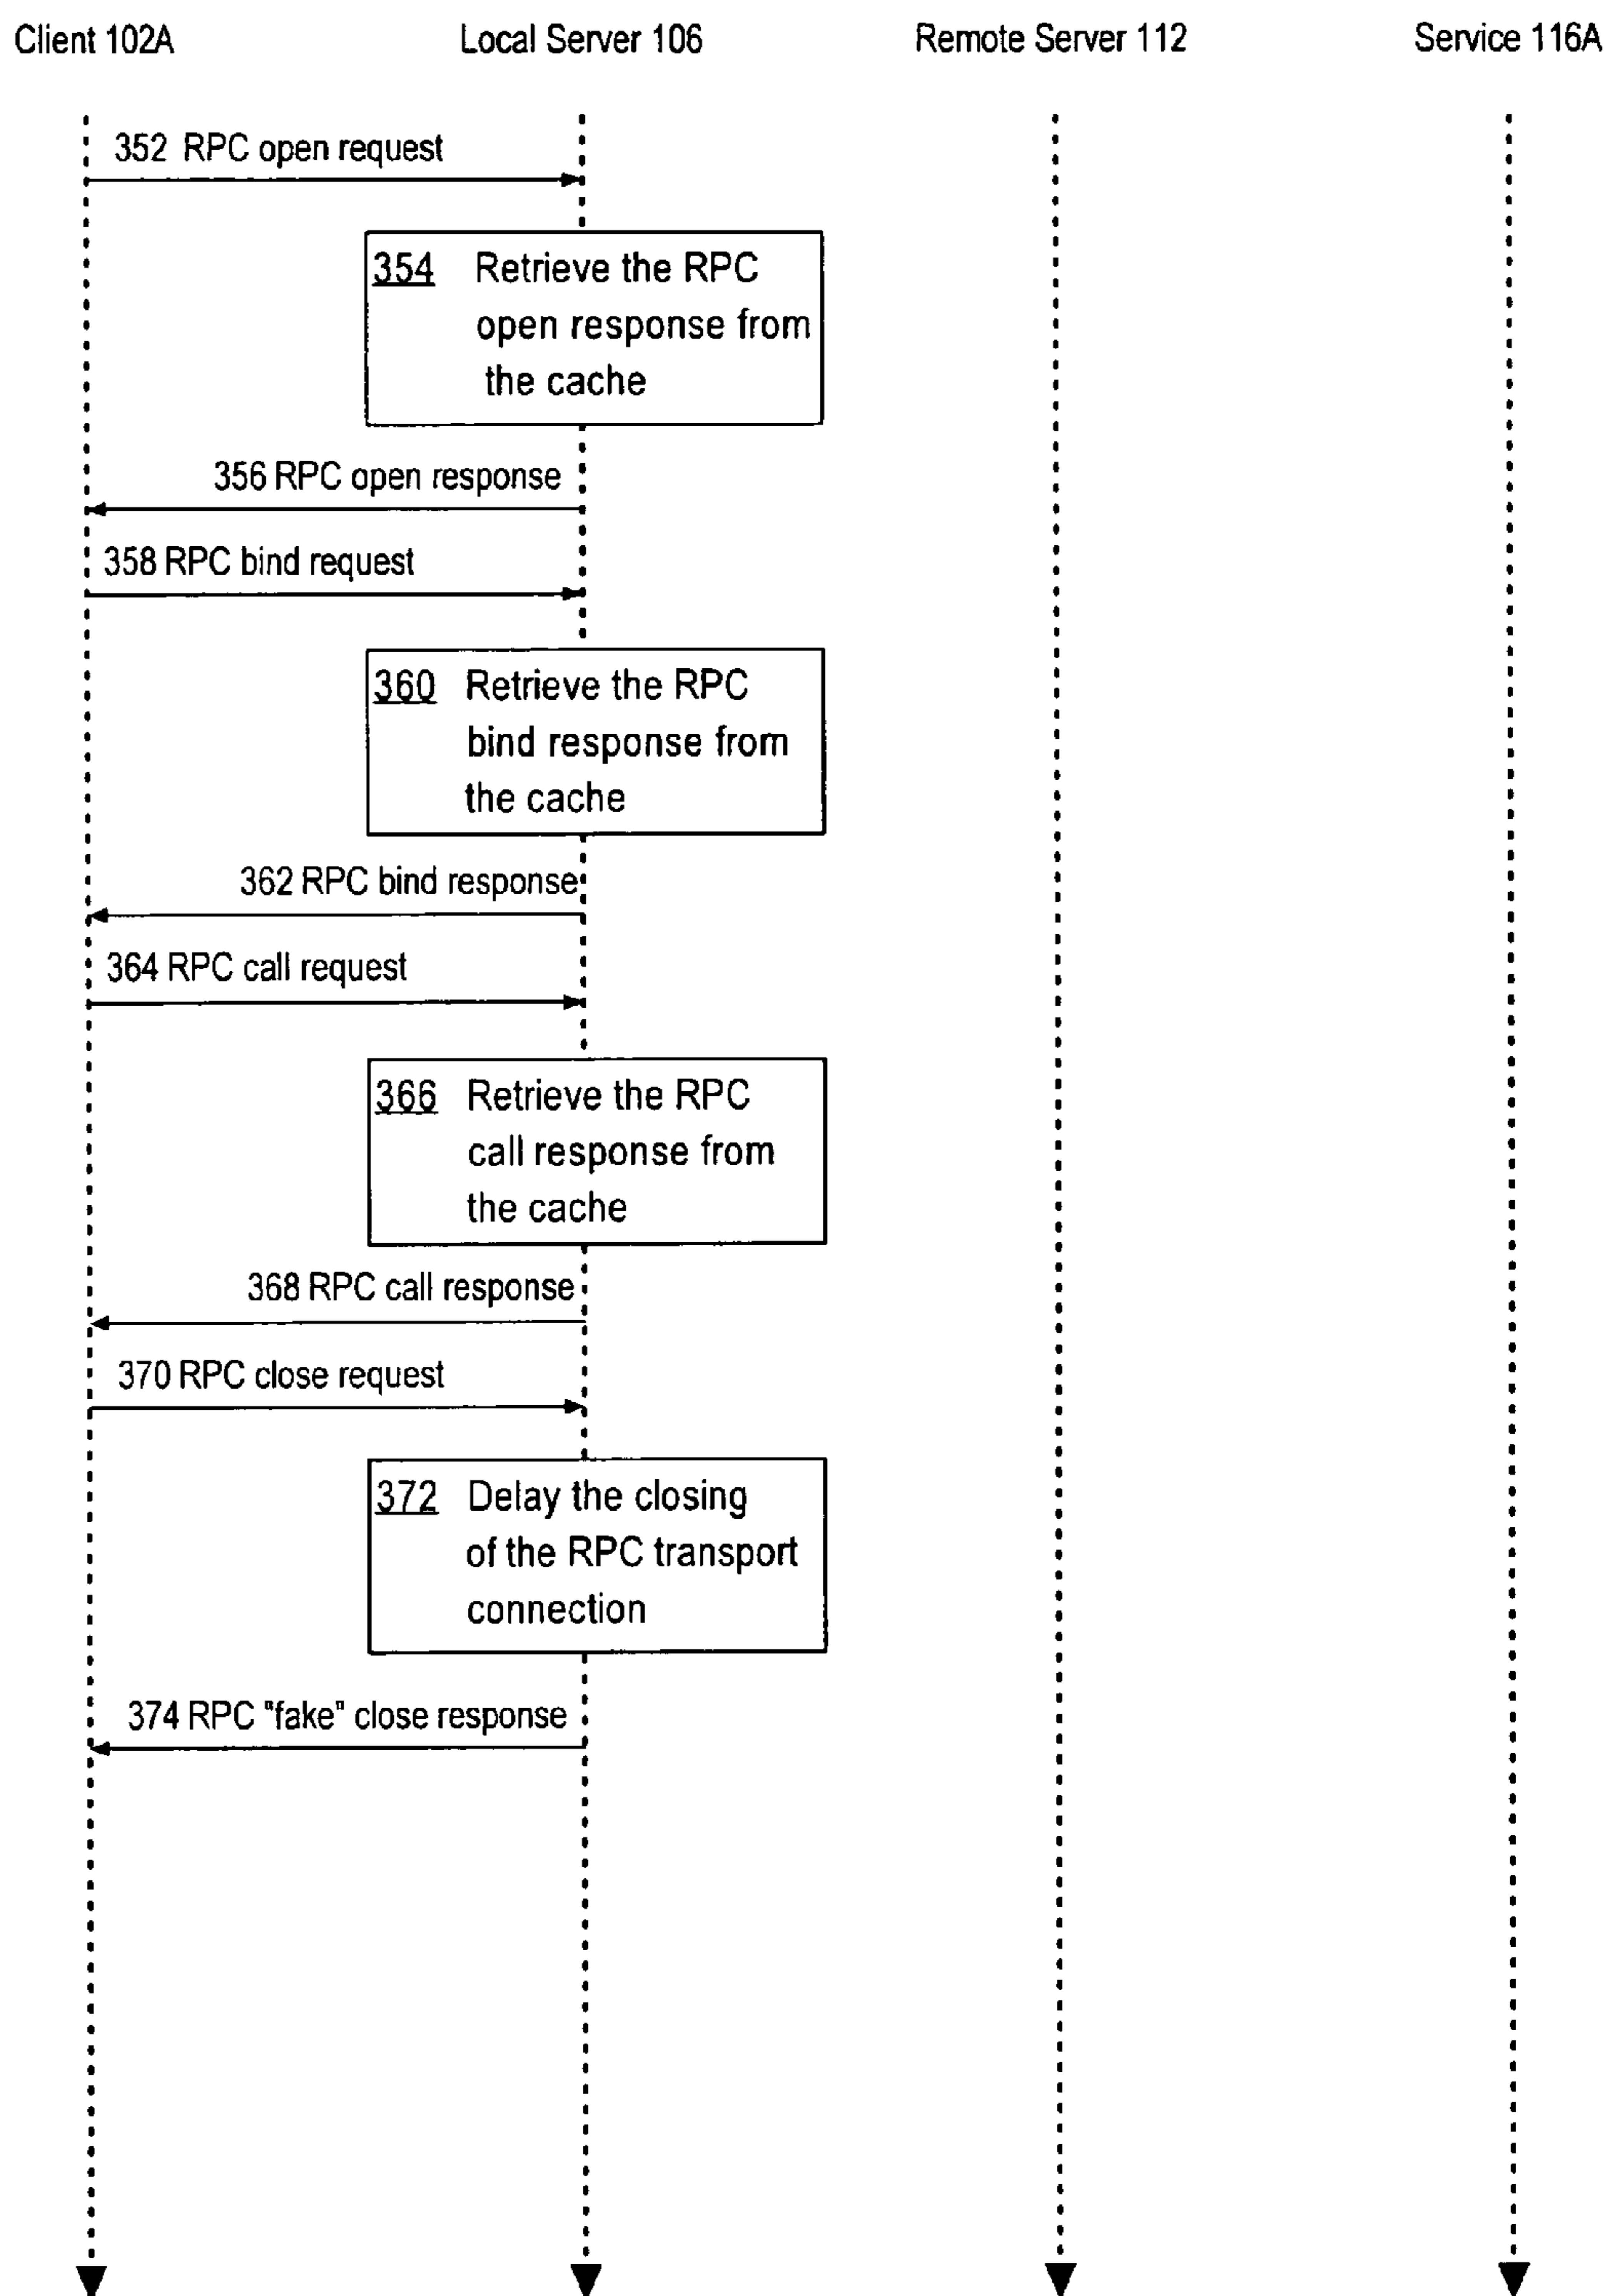 Client 102A
Local Server 106
Remote Server 112
Service 116A
352 RPC open request
354 Retrieve the RPC
open response from
the cache
356 RPC open response
358 RPC bind request
360 Retrieve the RPC
bind response from
the cache
362 RPC bind response
364 RPC call request
366 Retrieve the RPC
call response from
the cache
368 RPC call response
370 RPC close request
372 Delay the closing
of the RPC transport
connection
374 RPC "fake" close response